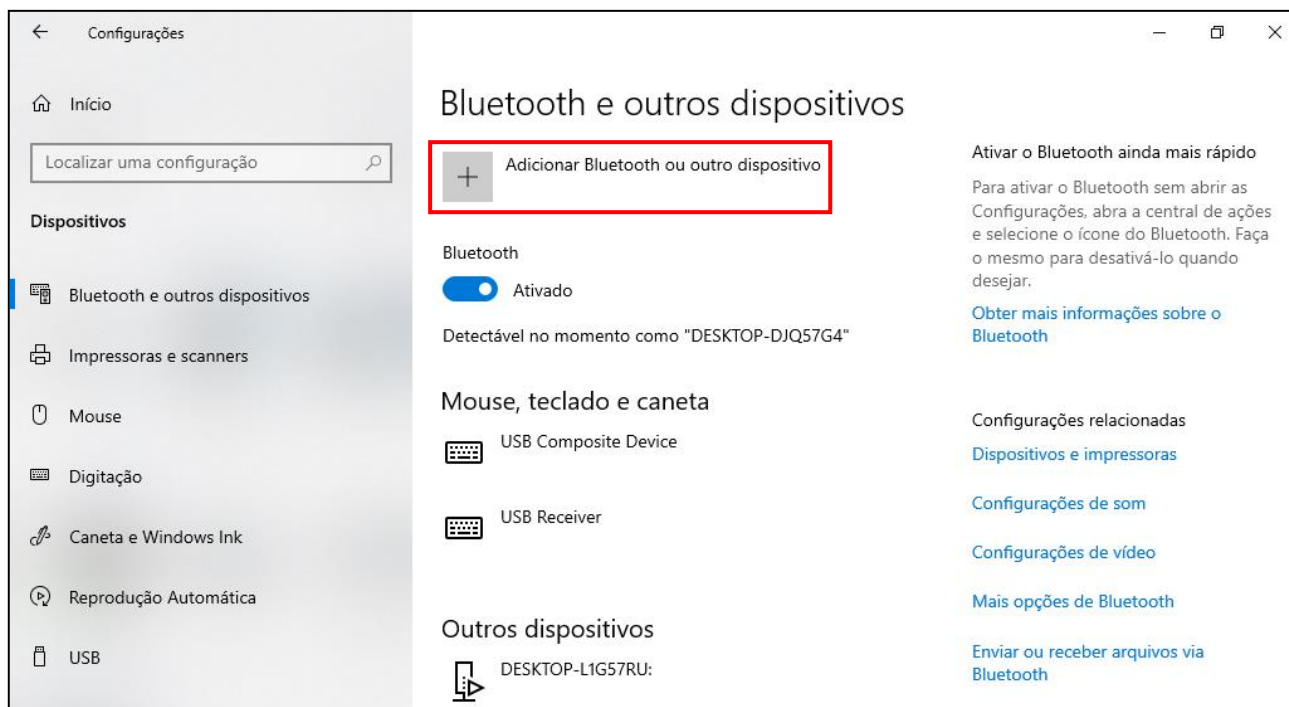 Configurações
Início
Localizar uma configuração
Dispositivos
Bluetooth e outros dispositivos
Impressoras e scanners
Mouse
Digitação
Caneta e Windows Ink
Reprodução Automática
USB
Bluetooth e outros dispositivos
Adicionar Bluetooth ou outro dispositivo
Bluetooth
Ativado
Detectável no momento como "DESKTOP-DJQ57G4"
Mouse, teclado e caneta
USB Composite Device
USB Receiver
Outros dispositivos
DESKTOP-L1G57RU:
Ativar o Bluetooth ainda mais rápido
Para ativar o Bluetooth sem abrir as
Configurações, abra a central de ações
e selecione o ícone do Bluetooth. Faça
o mesmo para desativá-lo quando
desejar.
Obter mais informações sobre o
Bluetooth
Configurações relacionadas
Dispositivos e impressoras
Configurações de som
Configurações de vídeo
Mais opções de Bluetooth
Enviar ou receber arquivos via
Bluetooth